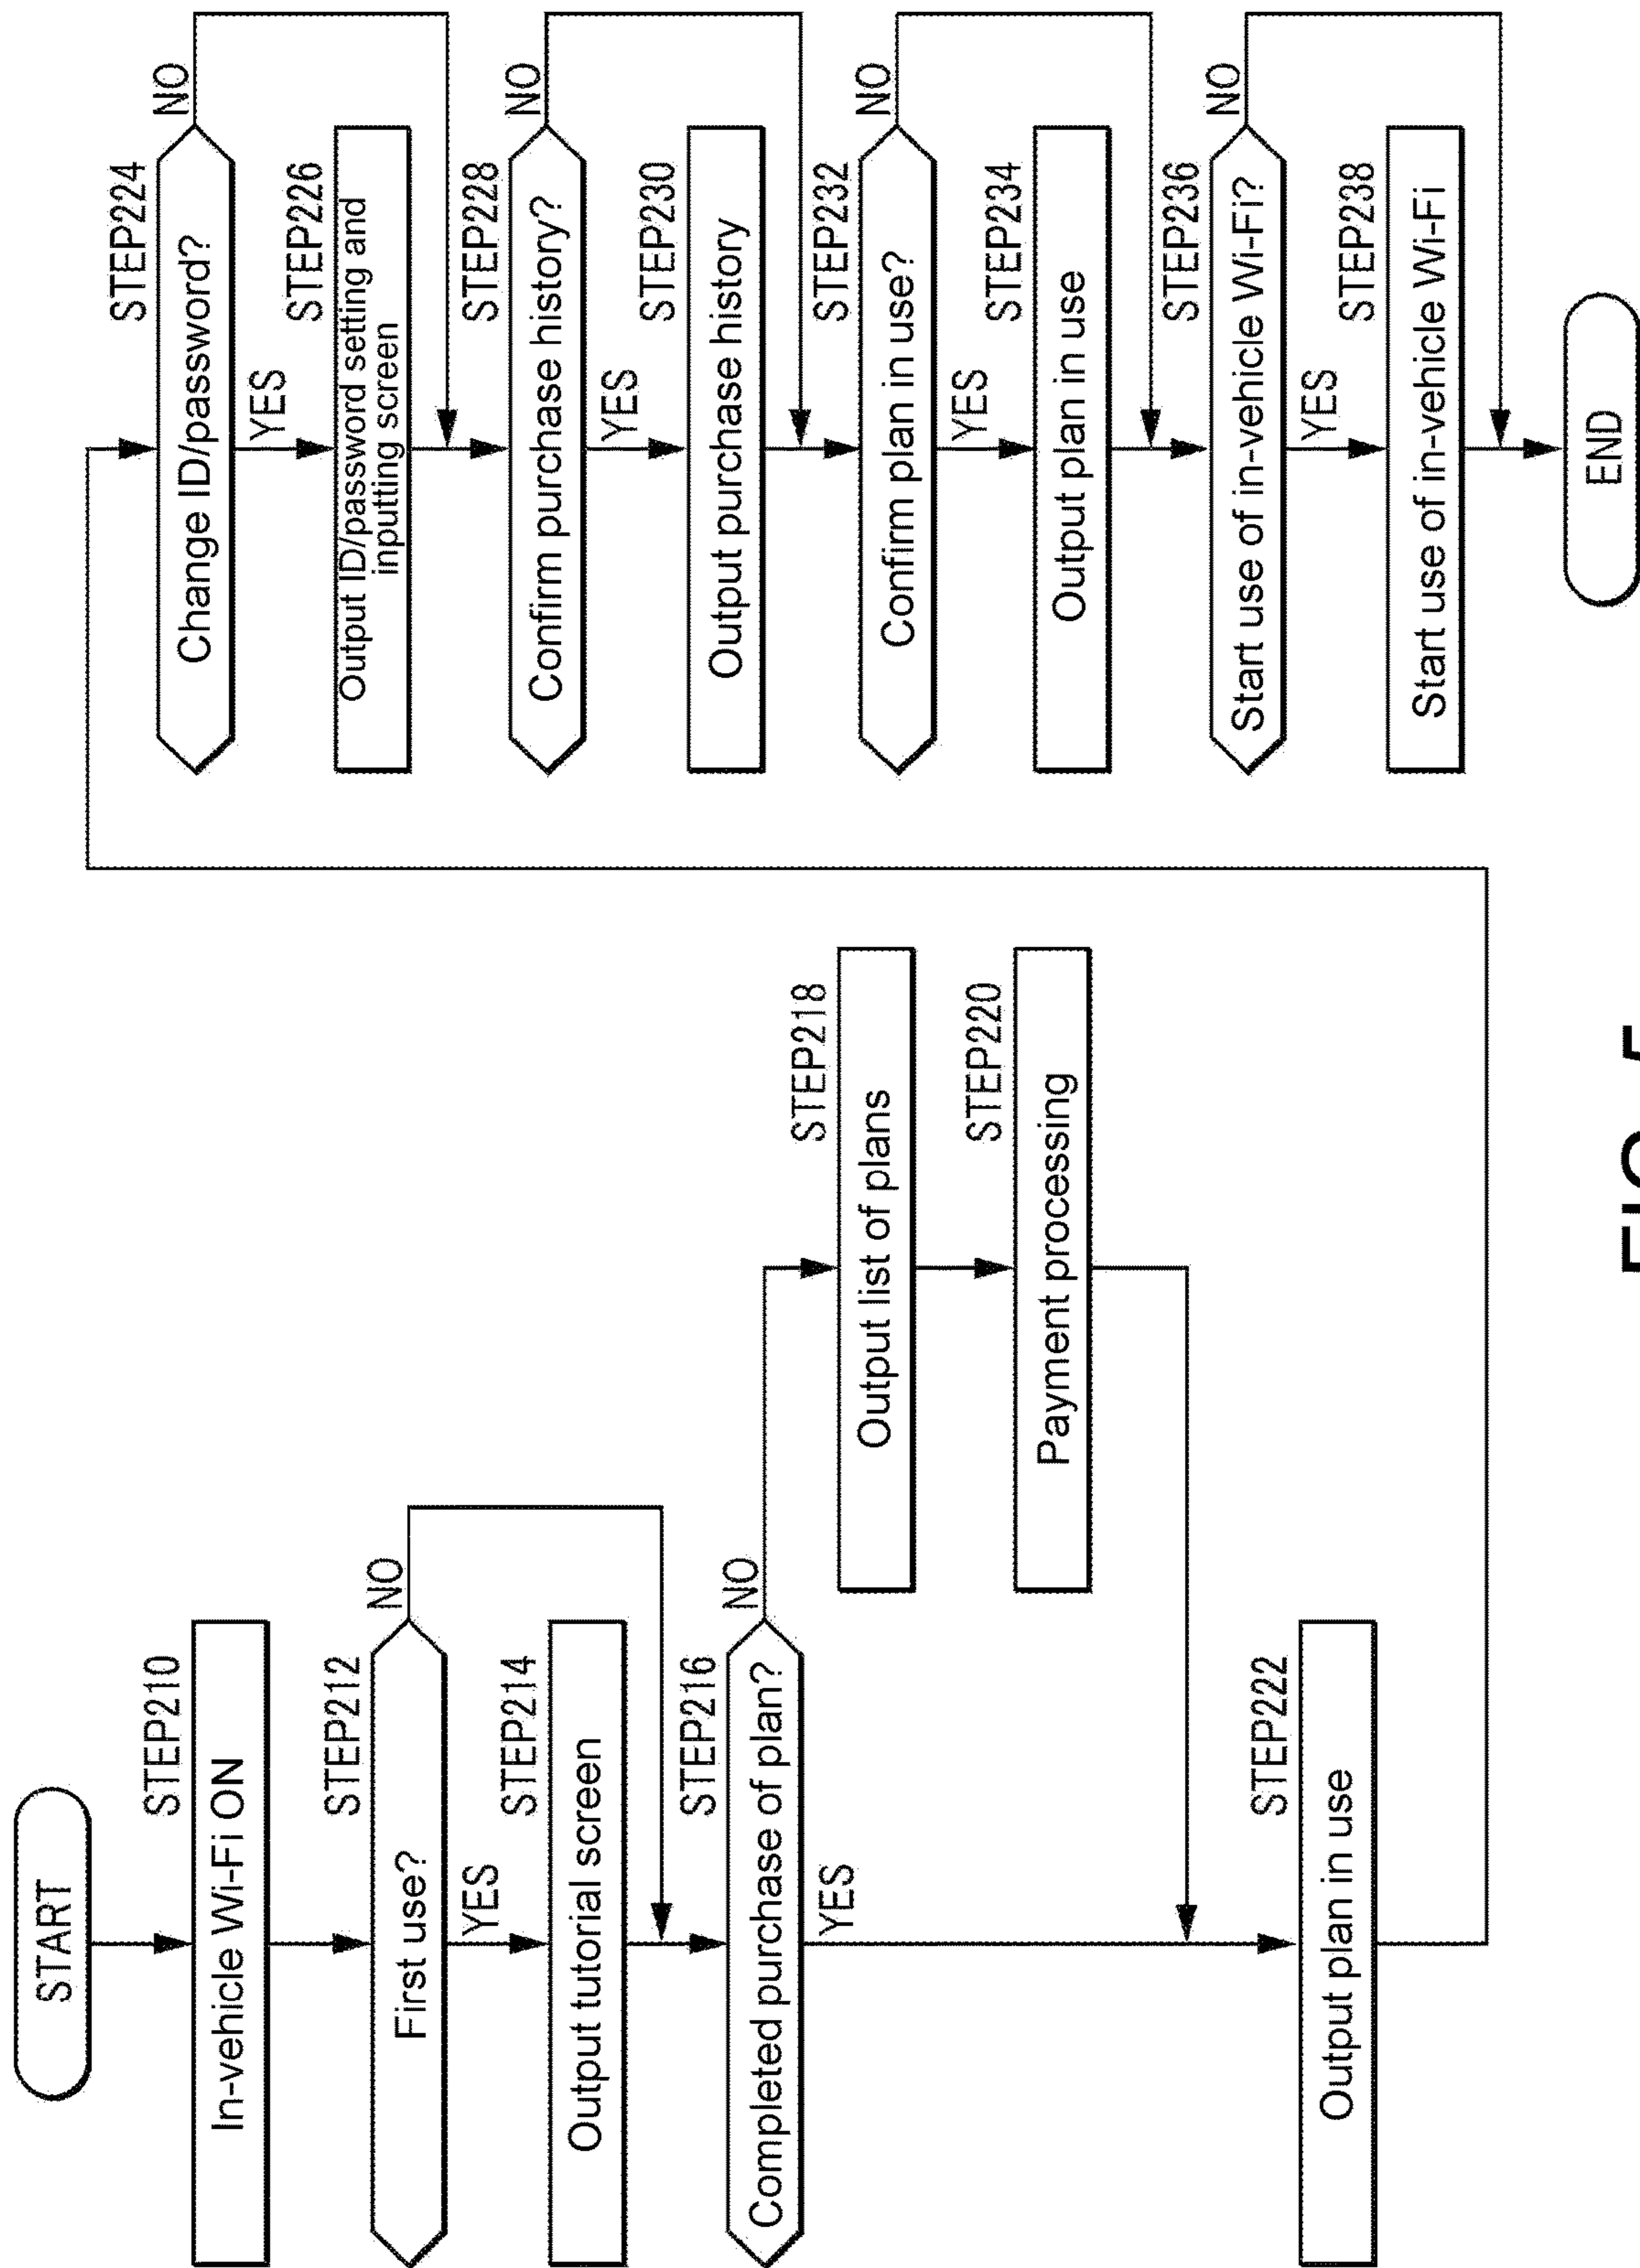 START
STEP210
In-vehicle Wi-Fi ON
STEP212
First use?
NO
YES
STEP214
Output tutorial screen
STEP216
Completed purchase of plan?
NO
YES
STEP218
Output list of plans
STEP220
Payment processing
STEP222
Output plan in use
STEP224
Change ID/password?
NO
YES
STEP226
Output ID/password setting and
inputting screen
STEP228
Confirm purchase history?
NO
YES
STEP230
Output purchase history
STEP232
Confirm plan in use?
NO
YES
STEP234
Output plan in use
STEP236
Start use of in-vehicle Wi-Fi?
NO
YES
STEP238
Start use of in-vehicle Wi-Fi
END